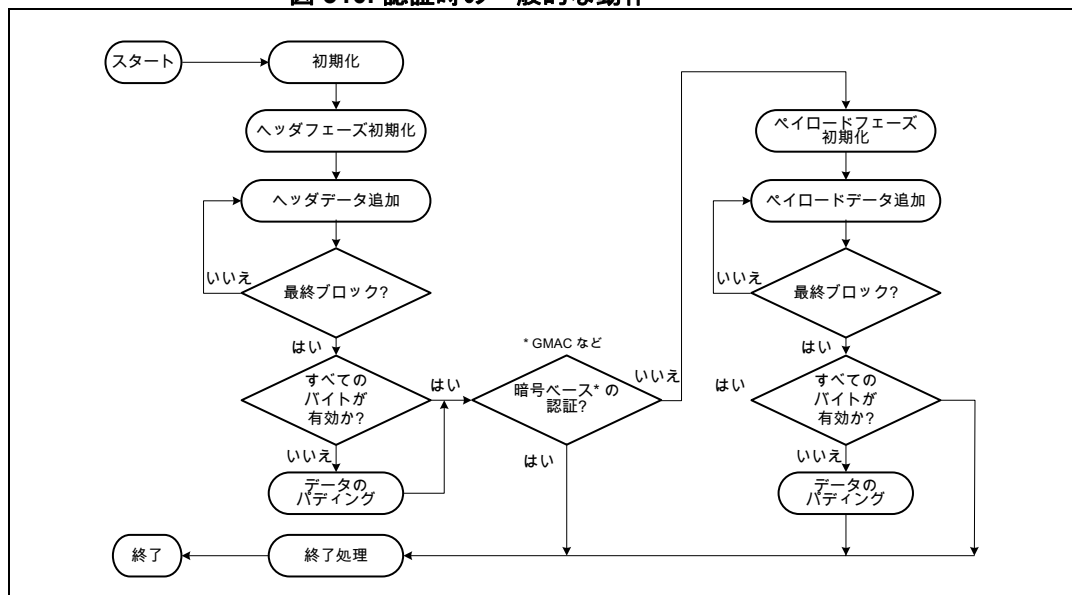 スタート
初期化
ヘッダフェーズ初期化
ヘッダデータ追加
いいえ
最終ブロック?
はい
すべての
バイトが
有効か?
はい
いいえ
データの
パディング
* GMAC など
暗号ベース* の
認証?
いいえ
はい
ペイロードフェーズ
初期化
ペイロードデータ追加
いいえ
最終ブロック?
はい
はい
すべての
バイトが
有効か?
いいえ
データの
パディング
終了
終了処理